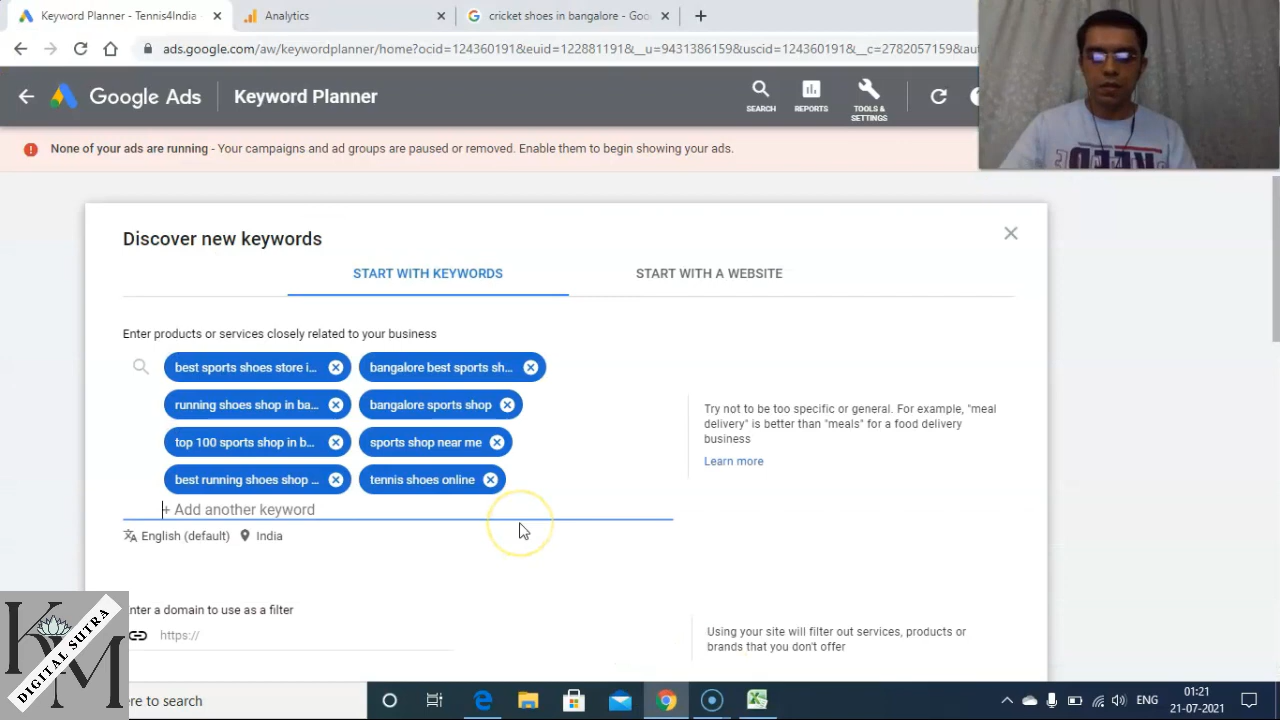 Keyword Planner - Tennis4India
Analytics
cricket shoes in bangalore - Goo
ads.google.com/aw/keywordplanner/home?ocid=124360191&euid=122881191&__u=9431386159&uscid=124360191&__c=2782057159&aut
Google Ads
Keyword Planner
SEARCH
REPORTS
TOOLS &
SETTINGS
None of your ads are running - Your campaigns and ad groups are paused or removed. Enable them to begin showing your ads.
Discover new keywords
START WITH KEYWORDS
START WITH A WEBSITE
Enter products or services closely related to your business
best sports shoes store i...
bangalore best sports sh...
running shoes shop in ba...
bangalore sports shop
top 100 sports shop in b...
sports shop near me
best running shoes shop ...
tennis shoes online
+ Add another keyword
Try not to be too specific or general. For example, "meal
delivery" is better than "meals" for a food delivery
business
Learn more
English (default)
India
nter a domain to use as a filter
https://
Using your site will filter out services, products or
brands that you don't offer
KM
DIGITAL SUTRA
ere to search
ENG
01:21
21-07-2021